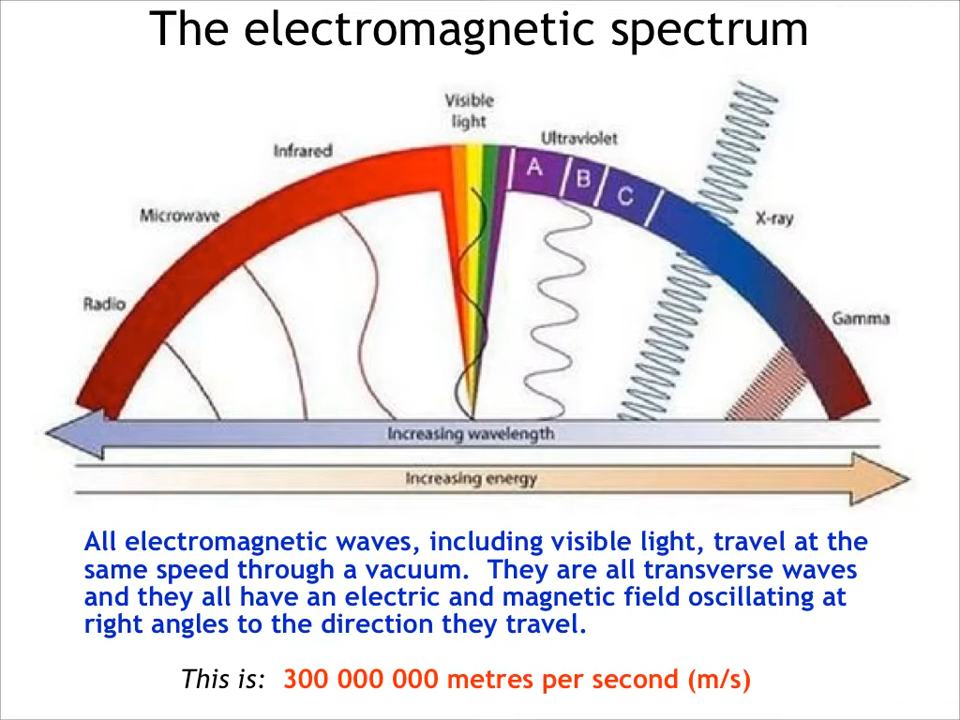 The electromagnetic spectrum
Visible
light
Ultraviolet
Infrared
A
B
C
Microwave
X-ray
Radio
Gamma
Increasing wavelength
Increasing energy
All electromagnetic waves, including visible light, travel at the
same speed through a vacuum. They are all transverse waves
and they all have an electric and magnetic field oscillating at
right angles to the direction they travel.
This is: 300 000 000 metres per second (m/s)